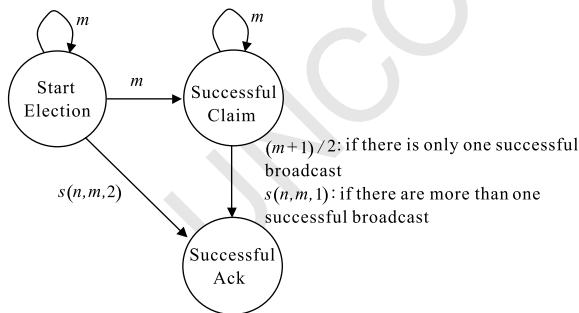 m
m
Start
Election
m
Successful
Claim
(m+1)/2: if there is only one successful
broadcast
s(n,m,2)
s(n,m,1): if there are more than one
successful broadcast
Successful
Ack
UNCO